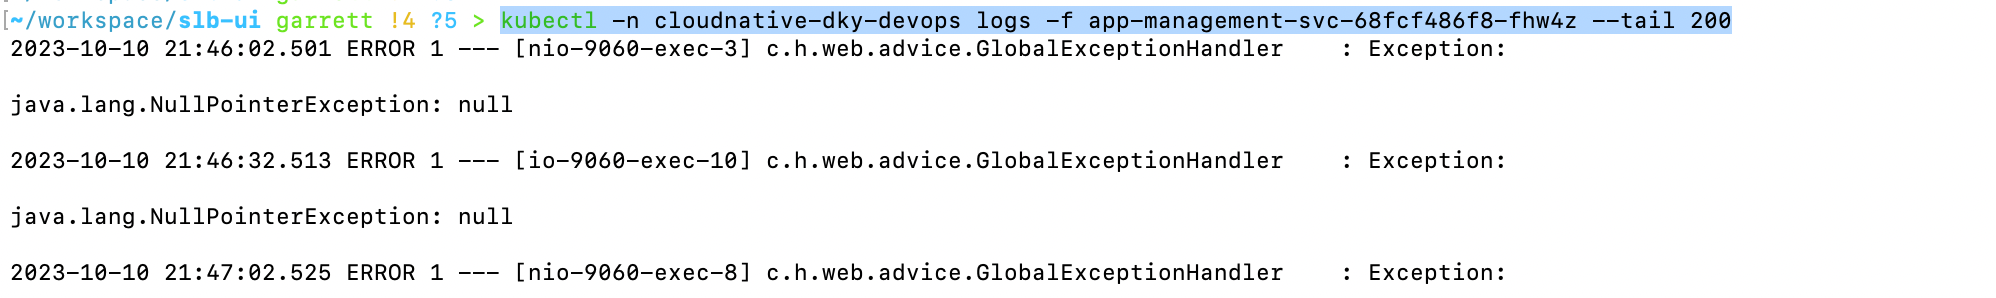 ~/workspace/slb-ui garrett !4 ?5 > kubectl -n cloudnative-dky-devops logs -f app-management-svc-68fcf486f8-fhw4z --tail 200
2023-10-10 21:46:02.501 ERROR 1 --- [nio-9060-exec-3] c.h.web.advice.GlobalExceptionHandler    : Exception:
java.lang.NullPointerException: null
2023-10-10 21:46:32.513 ERROR 1 --- [io-9060-exec-10] c.h.web.advice.GlobalExceptionHandler    : Exception:
java.lang.NullPointerException: null
2023-10-10 21:47:02.525 ERROR 1 --- [nio-9060-exec-8] c.h.web.advice.GlobalExceptionHandler    : Exception: